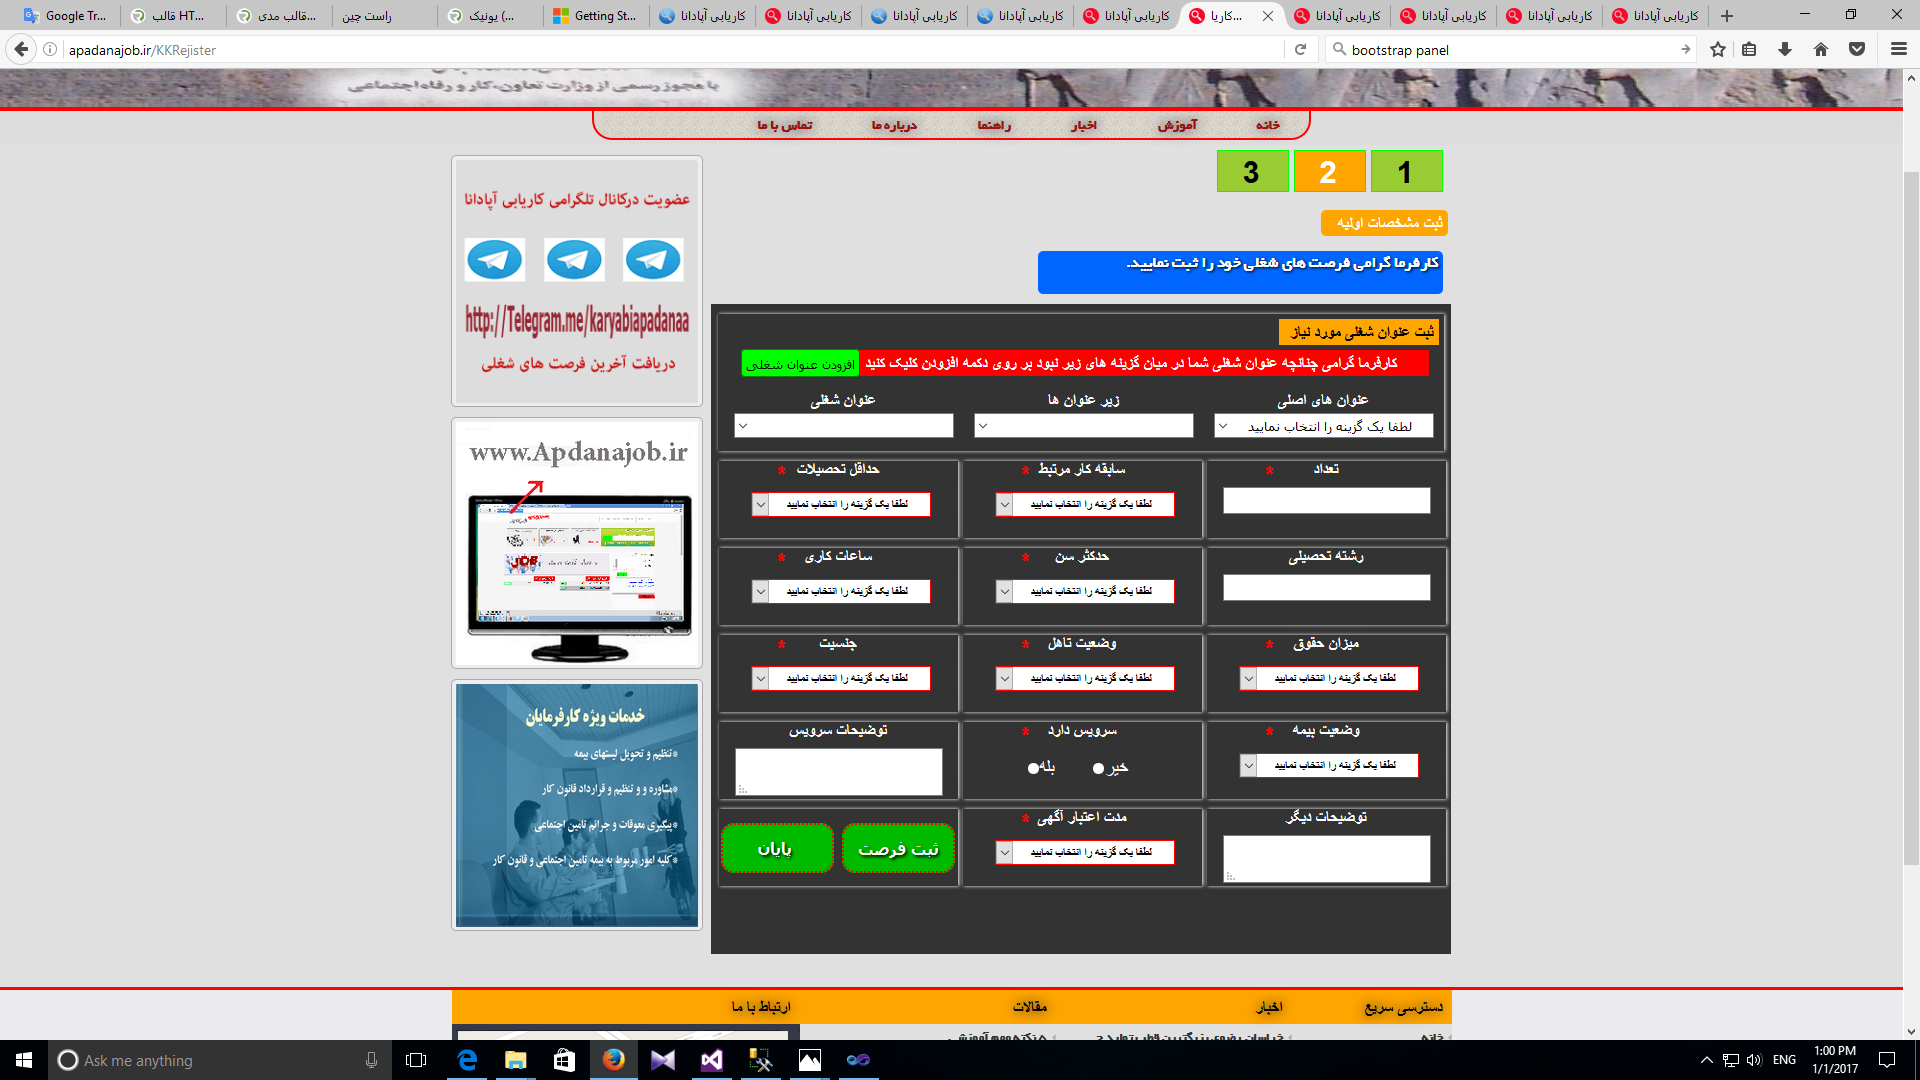 Google Tr...
قالب HT...
قالب مدی...
راست چین
یونیک (...
Getting St...
کاریابی آپادانا
کاریابی آپادانا
کاریابی آپادانا
کاریابی آپادانا
کاریابی آپادانا
کاریا...
کاریابی آپادانا
کاریابی آپادانا
کاریابی آپادانا
کاریابی آپادانا
apadanajob.ir/KKRejister
bootstrap panel
با مجوز رسمی از وزارت تعاون، کار و رفاه اجتماعی
خانه
آموزش
اخبار
راهنما
درباره ما
تماس با ما
1
2
3
ثبت مشخصات اولیه
کارفرما گرامی فرصت های شغلی خود را ثبت نمایید.
ثبت عنوان شغلی مورد نیاز
کارفرما گرامی چنانچه عنوان شغلی شما در میان گزینه های زیر نبود بر روی دکمه افزودن کلیک کنید
افزودن عنوان شغلی
عنوان های اصلی
زیر عنوان ها
عنوان شغلی
لطفا یک گزینه را انتخاب نمایید
تعداد *
سابقه کار مرتبط *
حداقل تحصیلات *
لطفا یک گزینه را انتخاب نمایید
لطفا یک گزینه را انتخاب نمایید
رشته تحصیلی
حدکثر سن *
ساعات کاری *
لطفا یک گزینه را انتخاب نمایید
لطفا یک گزینه را انتخاب نمایید
میزان حقوق *
وضعیت تاهل *
جنسیت *
لطفا یک گزینه را انتخاب نمایید
لطفا یک گزینه را انتخاب نمایید
لطفا یک گزینه را انتخاب نمایید
وضعیت بیمه *
سرویس دارد *
توضیحات سرویس
لطفا یک گزینه را انتخاب نمایید
خیر
بله
توضیحات دیگر
مدت اعتبار آگهی *
لطفا یک گزینه را انتخاب نمایید
ثبت فرصت
پایان
عضویت درکانال تلگرامی کاریابی آپادانا
http://Telegram.me/karyabiapadanaa
دریافت آخرین فرصت های شغلی
www.Apdanajob.ir
JOB
خدمات ویژه کارفرمایان
*تنظیم و تحویل لیستهای بیمه
*مشاوره و و تنظیم و قرارداد قانون کار
*پیگیری معوقات و جرائم تامین اجتماعی
*کلیه امور مربوط به بیمه تامین اجتماعی و قانون کار
دسترسی سریع
اخبار
مقالات
ارتباط با ما
خانه
Ask me anything
ENG
1:00 PM
1/1/2017